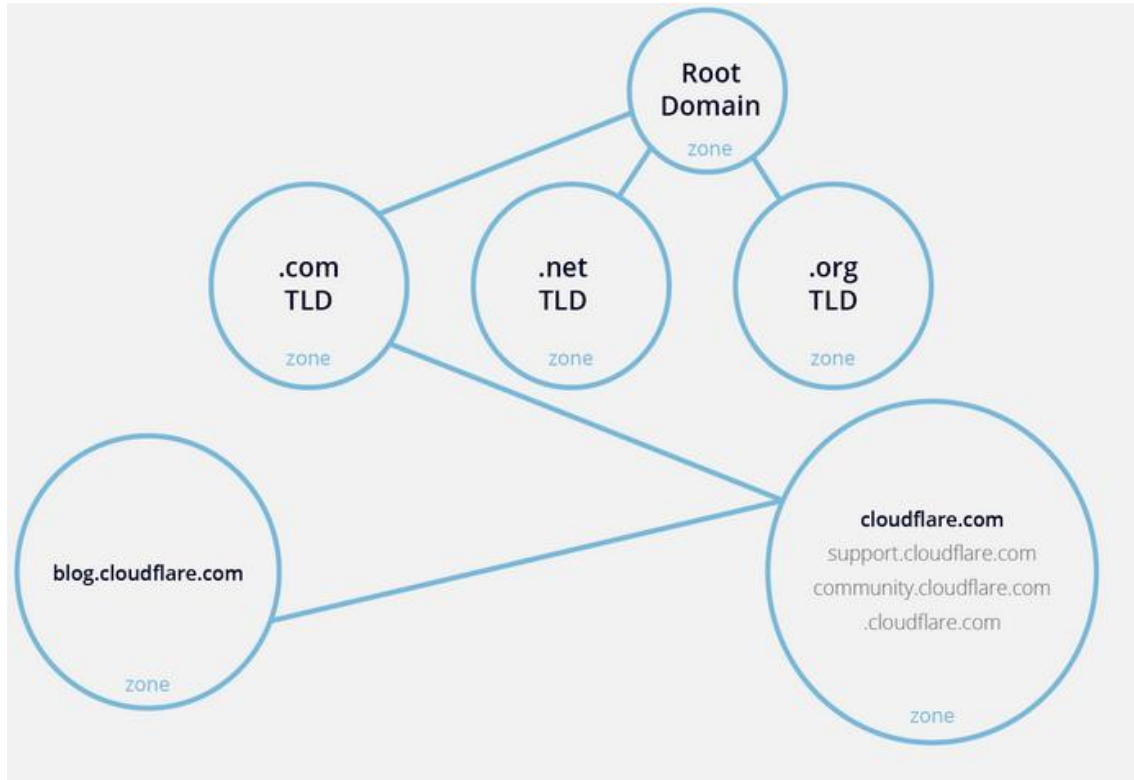 Root
Domain
zone
.com
TLD
zone
.net
TLD
zone
.org
TLD
zone
blog.cloudflare.com
zone
cloudflare.com
support.cloudflare.com
community.cloudflare.com
.cloudflare.com
zone